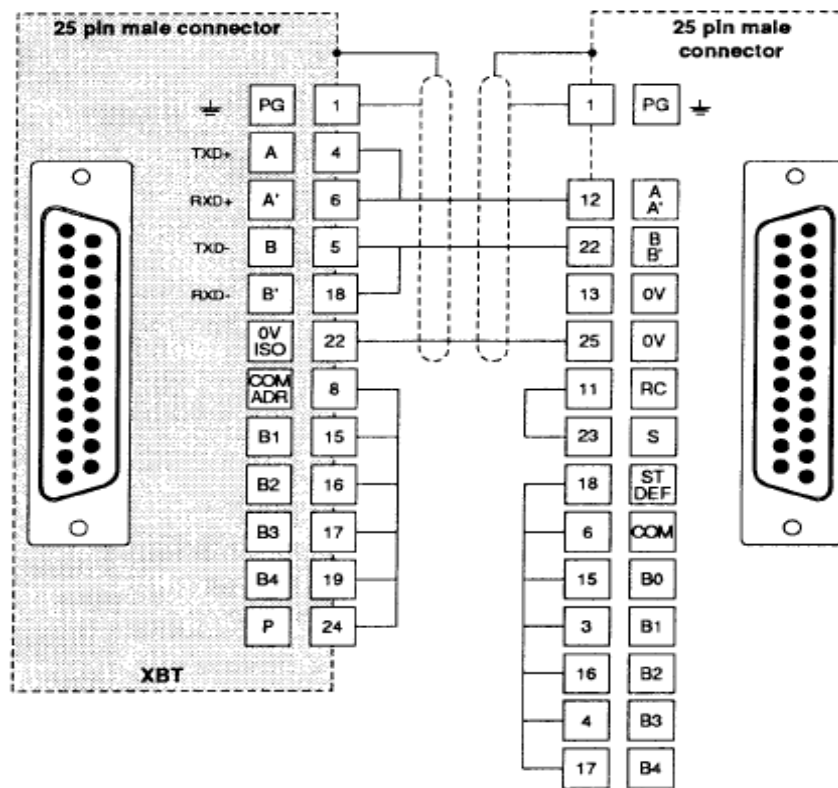 25 pin male connector
25 pin male
connector
PG 1
1 PG
TXD+ A 4
RXD+ A' 6
12 A
A'
TXD- B 5
22 B
B'
RXD- B' 18
13 0V
0V
ISO 22
25 0V
COM
ADR 8
11 RC
B1 15
23 S
B2 16
18 ST
DEF
B3 17
6 COM
B4 19
15 B0
P 24
3 B1
XBT
16 B2
4 B3
17 B4